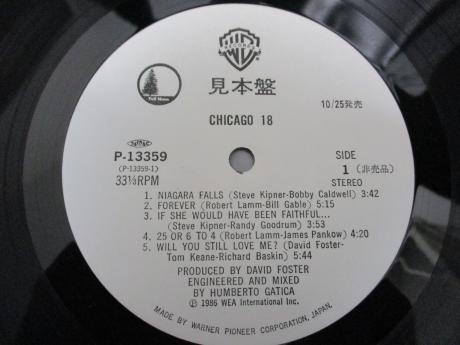 WB
RECORDS
Full Moon
見本盤
10/25発売
CHICAGO 18
P-13359
(P-13359-1)
33⅓RPM
SIDE
1 (非売品)
STEREO
1. NIAGARA FALLS (Steve Kipner-Bobby Caldwell) 3:42
2. FOREVER (Robert Lamm-Bill Gable) 5:15
3. IF SHE WOULD HAVE BEEN FAITHFUL...
(Steve Kipner-Randy Goodrum) 3:53
4. 25 OR 6 TO 4 (Robert Lamm-James Pankow) 4:20
5. WILL YOU STILL LOVE ME? (David Foster-
Tom Keane-Richard Baskin) 5:44
PRODUCED BY DAVID FOSTER
ENGINEERED AND MIXED
BY HUMBERTO GATICA
℗ 1986 WEA International Inc.
MADE BY WARNER PIONEER CORPORATION, JAPAN.